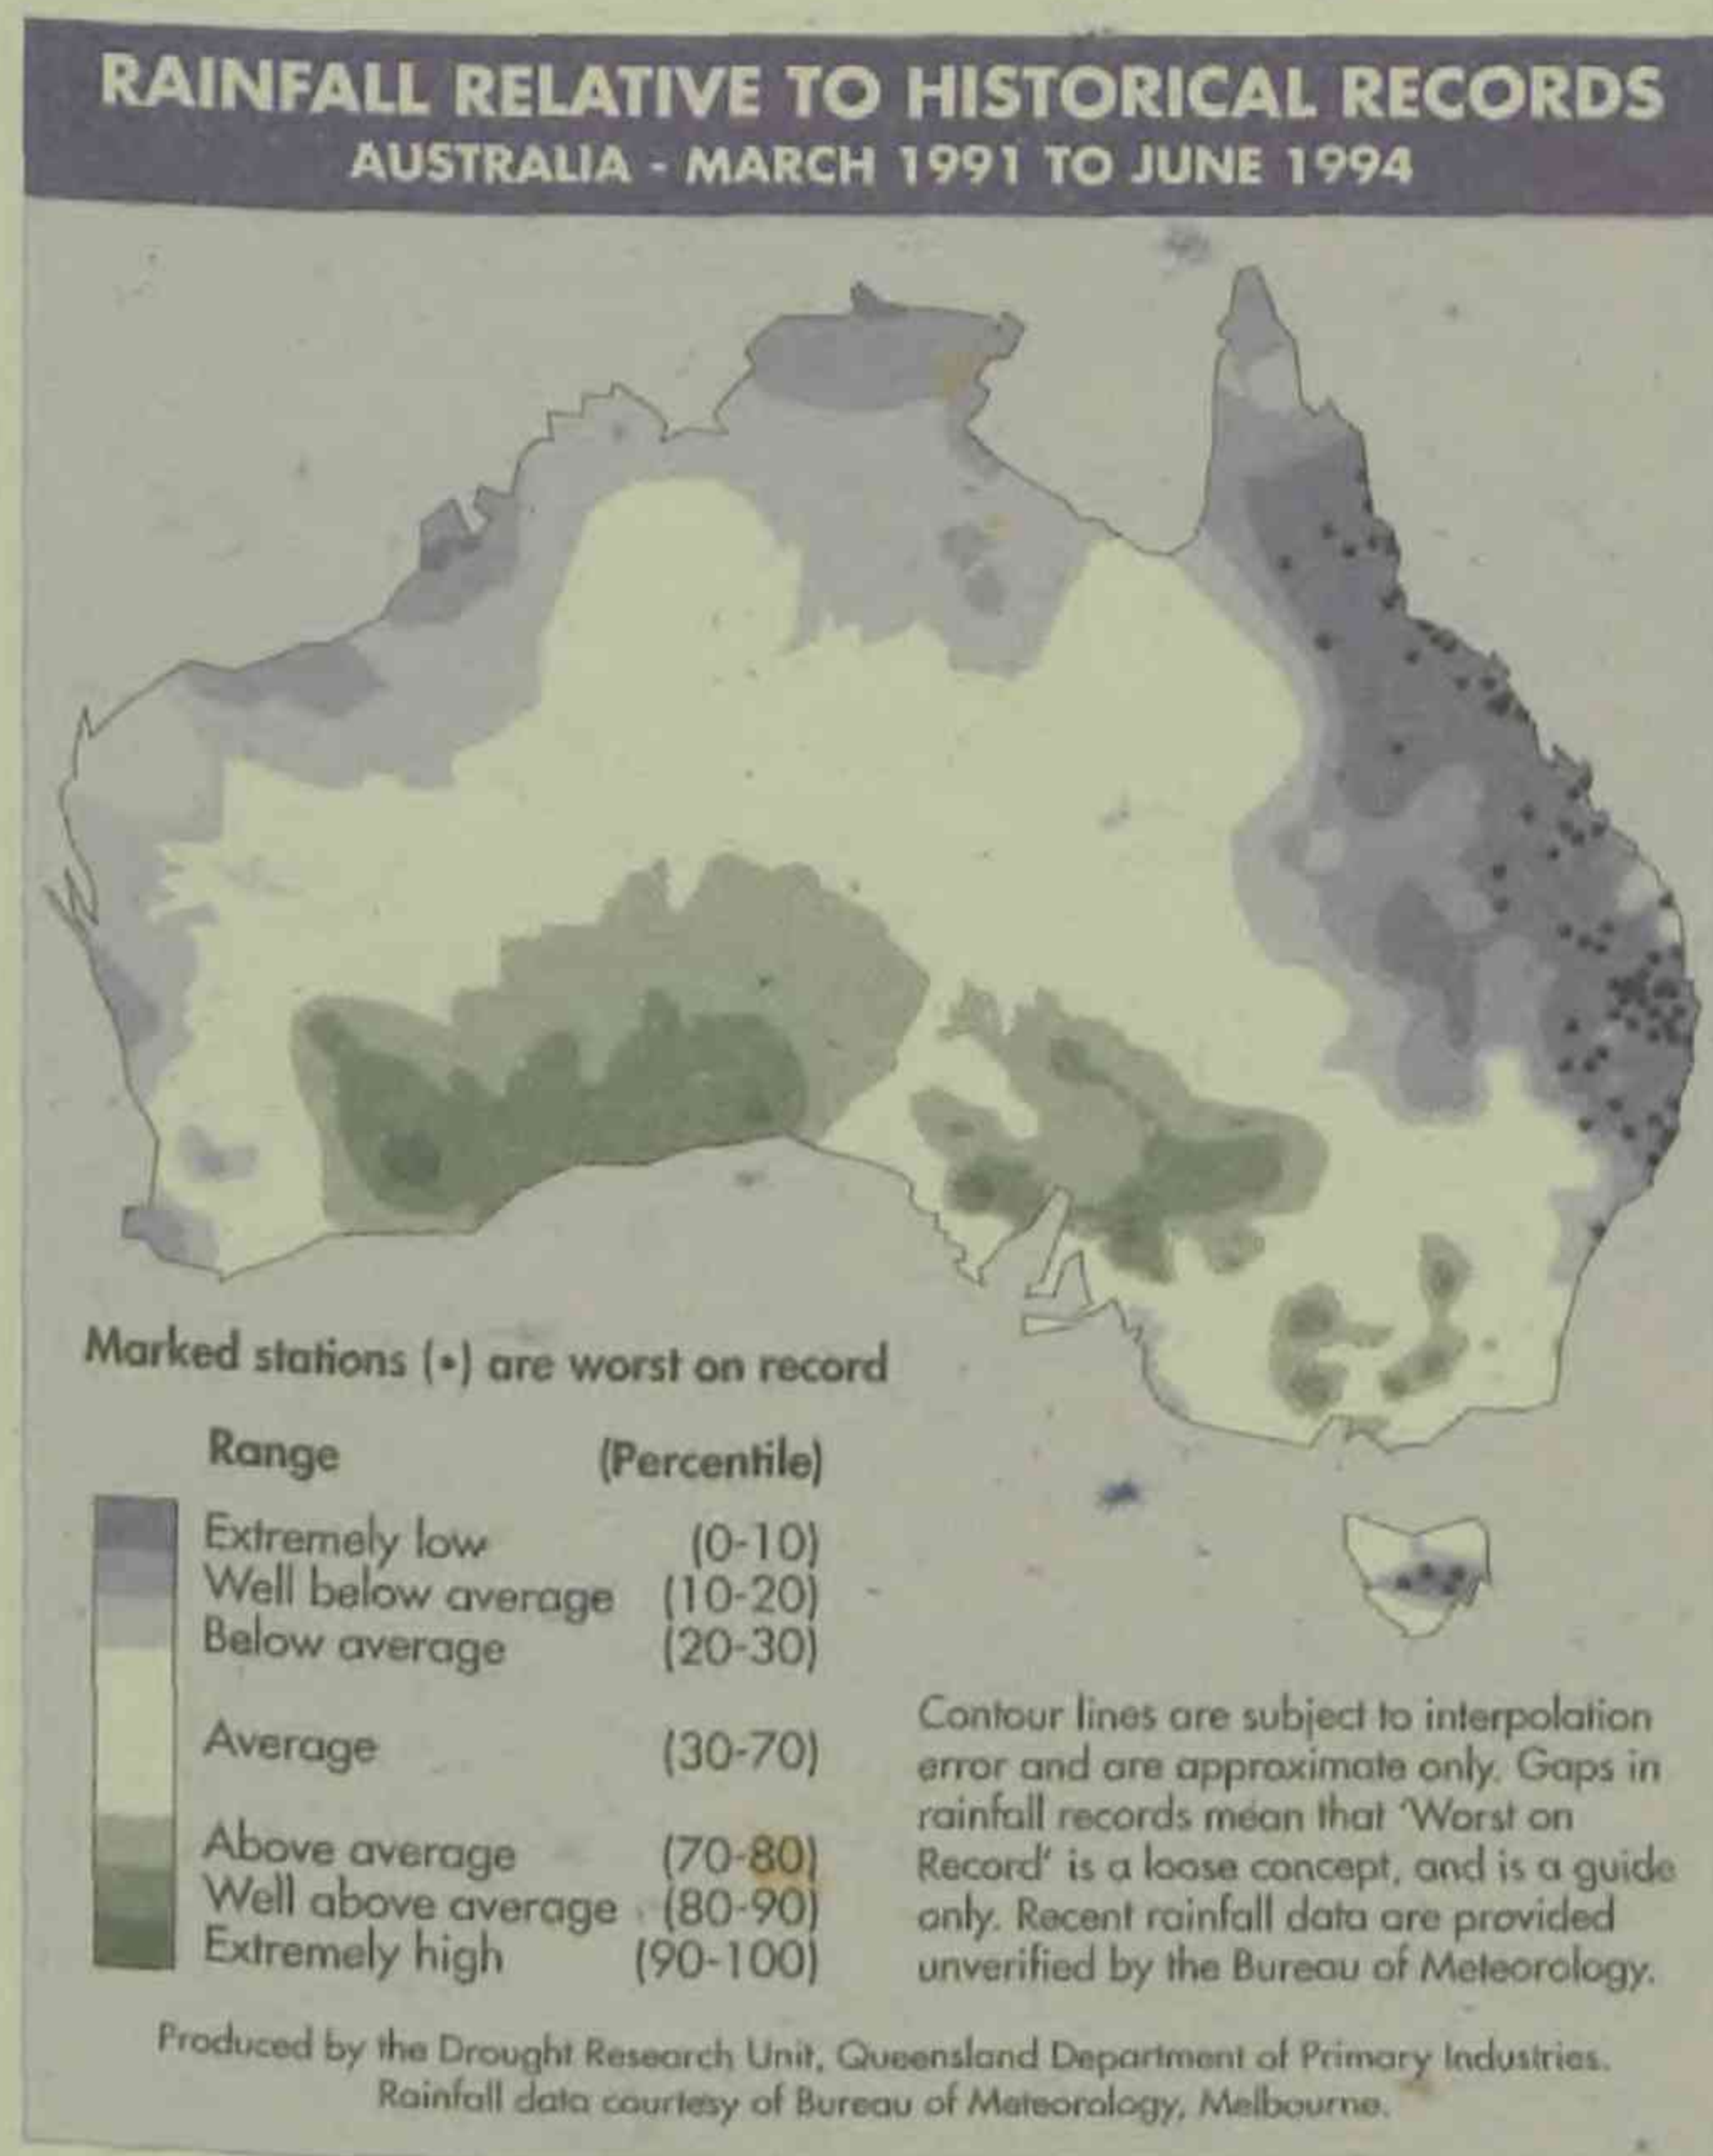 RAINFALL RELATIVE TO HISTORICAL RECORDS
AUSTRALIA - MARCH 1991 TO JUNE 1994
Marked stations (•) are worst on record
Range (Percentile)
Extremely low (0-10)
Well below average (10-20)
Below average (20-30)
Average (30-70)
Above average (70-80)
Well above average (80-90)
Extremely high (90-100)
Contour lines are subject to interpolation
error and are approximate only. Gaps in
rainfall records mean that 'Worst on
Record' is a loose concept, and is a guide
only. Recent rainfall data are provided
unverified by the Bureau of Meteorology.
Produced by the Drought Research Unit, Queensland Department of Primary Industries.
Rainfall data courtesy of Bureau of Meteorology, Melbourne.